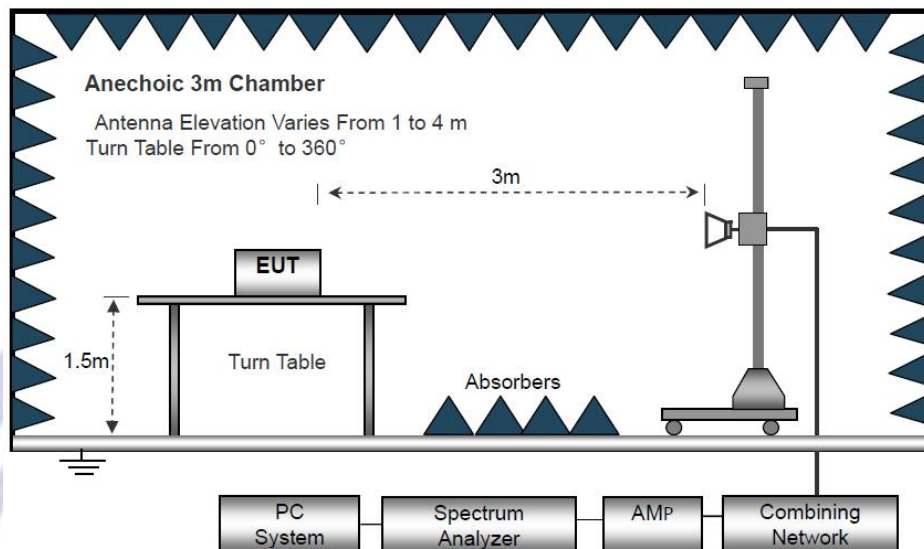 Anechoic 3m Chamber
Antenna Elevation Varies From 1 to 4 m
Turn Table From 0° to 360°
3m
EUT
1.5m
Turn Table
Absorbers
PC
System
Spectrum
Analyzer
AMP
Combining
Network